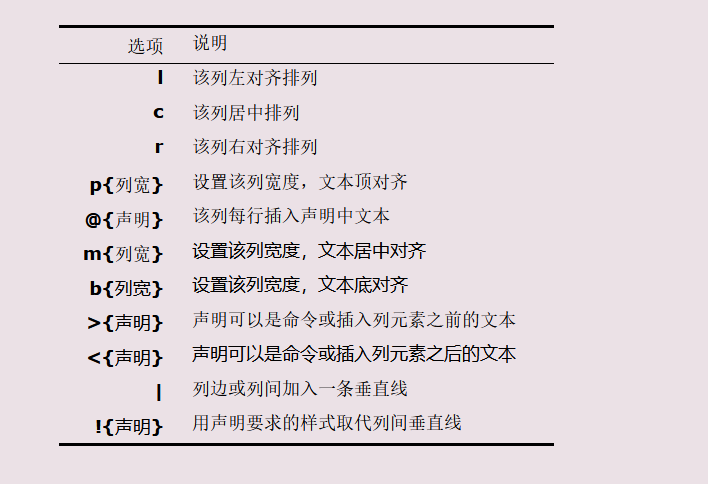 选项 说明
l 该列左对齐排列
c 该列居中排列
r 该列右对齐排列
p{列宽} 设置该列宽度，文本顶对齐
@{声明} 该列每行插入声明中文本
m{列宽} 设置该列宽度，文本居中对齐
b{列宽} 设置该列宽度，文本底对齐
>{声明} 声明可以是命令或插入列元素之前的文本
<{声明} 声明可以是命令或插入列元素之后的文本
| 列边或列间加入一条垂直线
!{声明} 用声明要求的样式取代列间垂直线